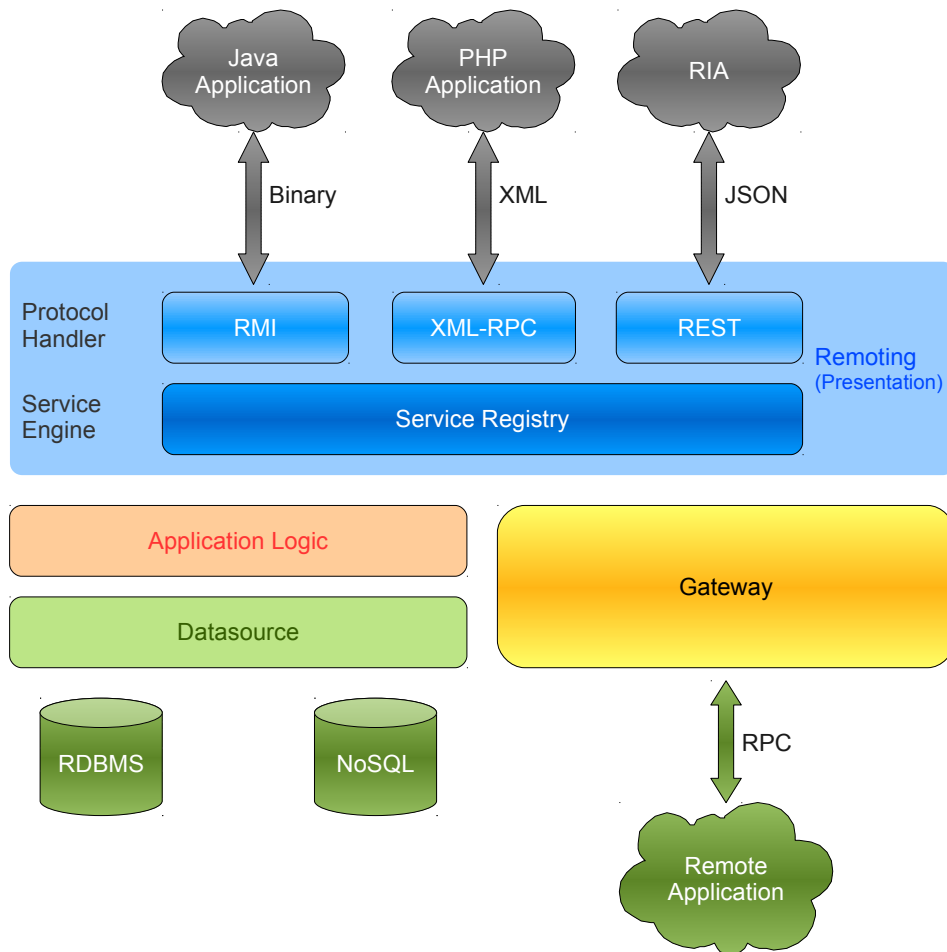 Java
Application
PHP
Application
RIA
Binary
XML
JSON
Protocol
Handler
RMI
XML-RPC
REST
Remoting
(Presentation)
Service
Engine
Service Registry
Application Logic
Gateway
Datasource
RDBMS
NoSQL
RPC
Remote
Application